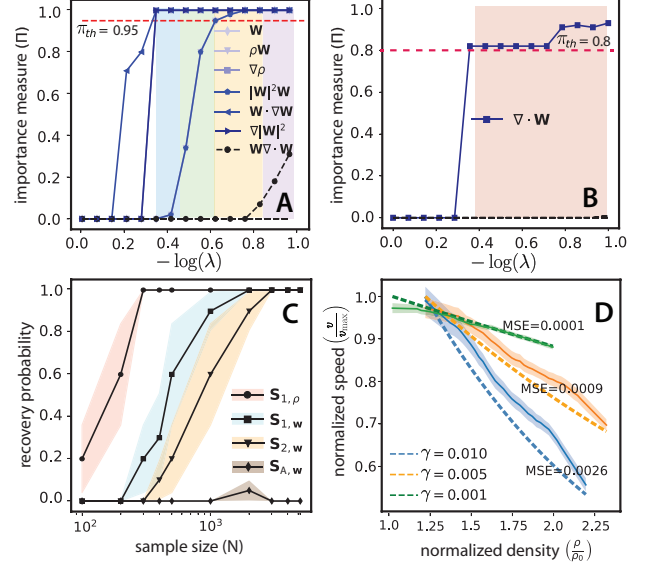 A
importance measure (Π)
1.0
0.8
0.6
0.4
0.2
0.0
π_th = 0.95
W
ρW
∇ρ
|W|²W
W · ∇W
∇|W|²
W∇ · W
0.0 0.2 0.4 0.6 0.8 1.0
− log(λ)
B
importance measure (Π)
1.0
0.8
0.6
0.4
0.2
0.0
π_th = 0.8
∇ · W
0.0 0.2 0.4 0.6 0.8 1.0
− log(λ)
C
recovery probability
1.0
0.8
0.6
0.4
0.2
0.0
S_1,ρ
S_1,w
S_2,w
S_A,w
10² 10³
sample size (N)
D
normalized speed (v/v_max)
1.0
0.9
0.8
0.7
0.6
MSE=0.0001
MSE=0.0009
MSE=0.0026
γ = 0.010
γ = 0.005
γ = 0.001
1.0 1.25 1.5 1.75 2.0 2.25
normalized density (ρ/ρ₀)